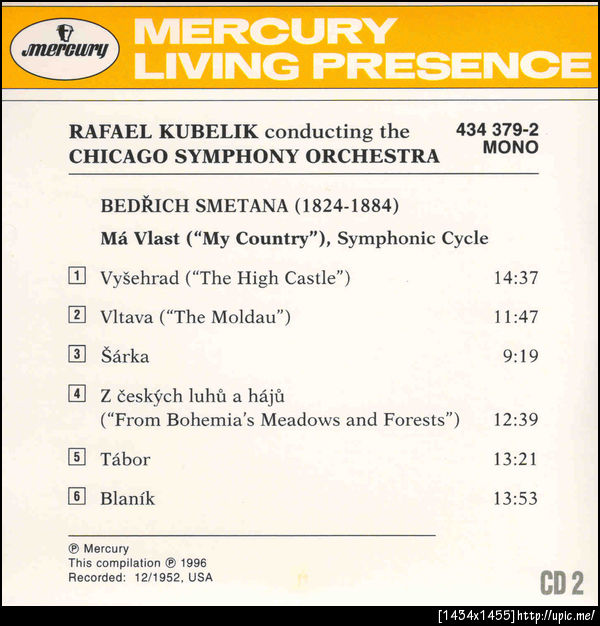 mercury
MERCURY
LIVING PRESENCE
RAFAEL KUBELIK conducting the
CHICAGO SYMPHONY ORCHESTRA
434 379-2
MONO
BEDŘICH SMETANA (1824-1884)
Má Vlast (“My Country”), Symphonic Cycle
1 Vyšehrad (“The High Castle”) 14:37
2 Vltava (“The Moldau”) 11:47
3 Šárka 9:19
4 Z českých luhů a hájů
(“From Bohemia’s Meadows and Forests”) 12:39
5 Tábor 13:21
6 Blaník 13:53
℗ Mercury
This compilation ℗ 1996
Recorded: 12/1952, USA
CD 2
[1434x1455]http://upic.me/